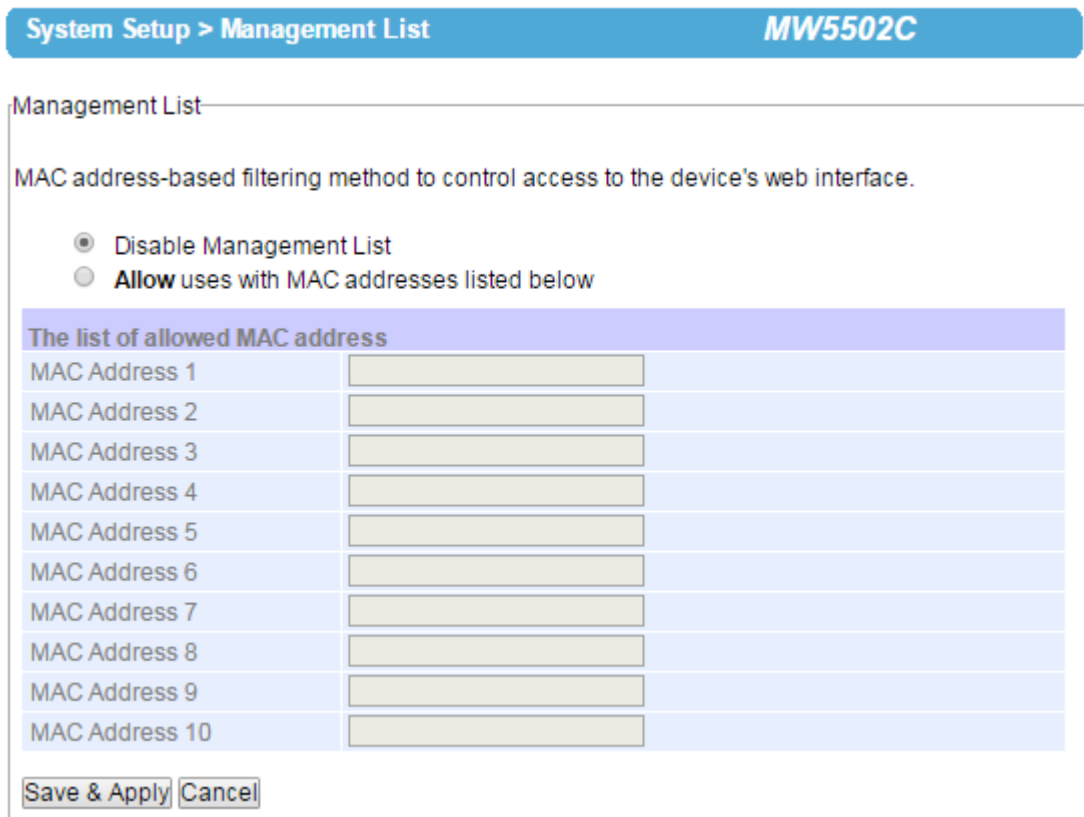 System Setup > Management List MW5502C
Management List
MAC address-based filtering method to control access to the device's web interface.
Disable Management List
Allow uses with MAC addresses listed below
The list of allowed MAC address
MAC Address 1
MAC Address 2
MAC Address 3
MAC Address 4
MAC Address 5
MAC Address 6
MAC Address 7
MAC Address 8
MAC Address 9
MAC Address 10
Save & Apply Cancel